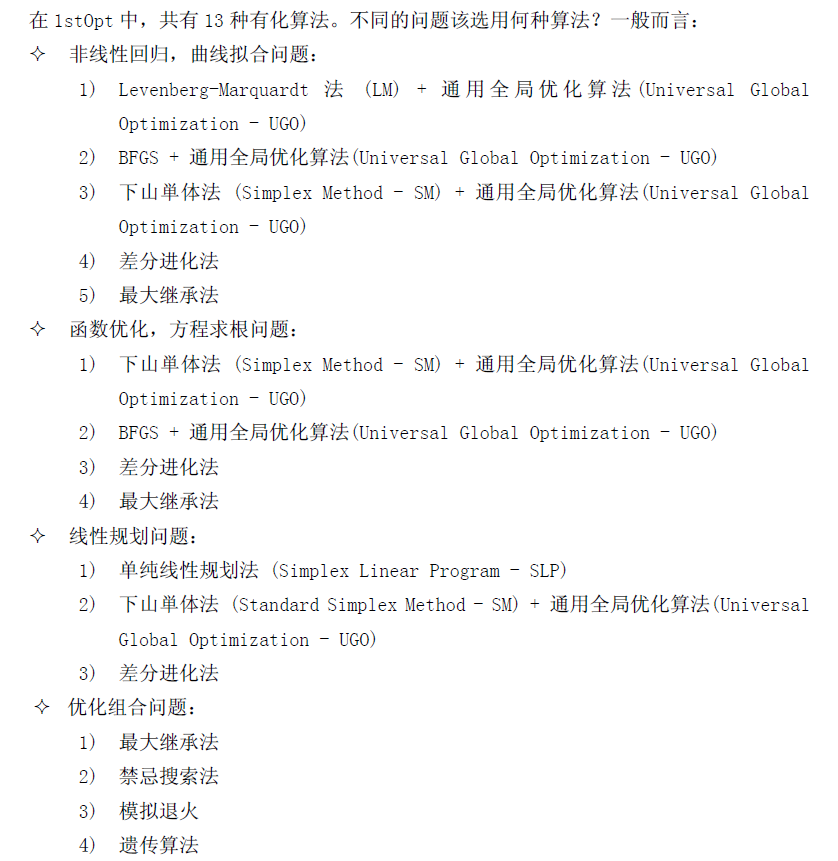 在 1stOpt 中，共有 13 种有化算法。不同的问题该选用何种算法？一般而言：
✧ 非线性回归，曲线拟合问题：
1) Levenberg-Marquardt 法 (LM) + 通用全局优化算法(Universal Global
Optimization - UGO)
2) BFGS + 通用全局优化算法(Universal Global Optimization - UGO)
3) 下山单体法 (Simplex Method - SM) + 通用全局优化算法(Universal Global
Optimization - UGO)
4) 差分进化法
5) 最大继承法
✧ 函数优化，方程求根问题：
1) 下山单体法 (Simplex Method - SM) + 通用全局优化算法(Universal Global
Optimization - UGO)
2) BFGS + 通用全局优化算法(Universal Global Optimization - UGO)
3) 差分进化法
4) 最大继承法
✧ 线性规划问题：
1) 单纯线性规划法 (Simplex Linear Program - SLP)
2) 下山单体法 (Standard Simplex Method - SM) + 通用全局优化算法(Universal
Global Optimization - UGO)
3) 差分进化法
✧ 优化组合问题：
1) 最大继承法
2) 禁忌搜索法
3) 模拟退火
4) 遗传算法